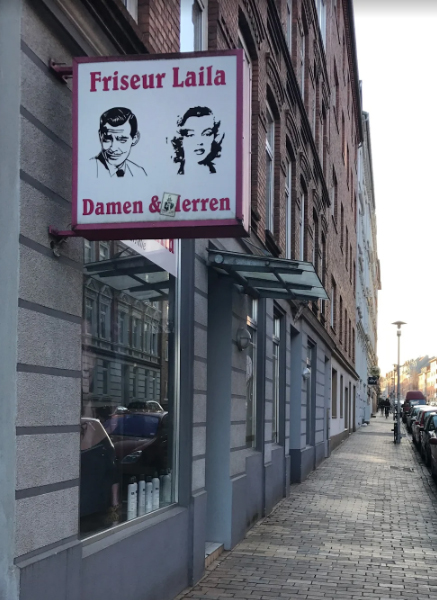 Friseur Laila
Damen & Herren